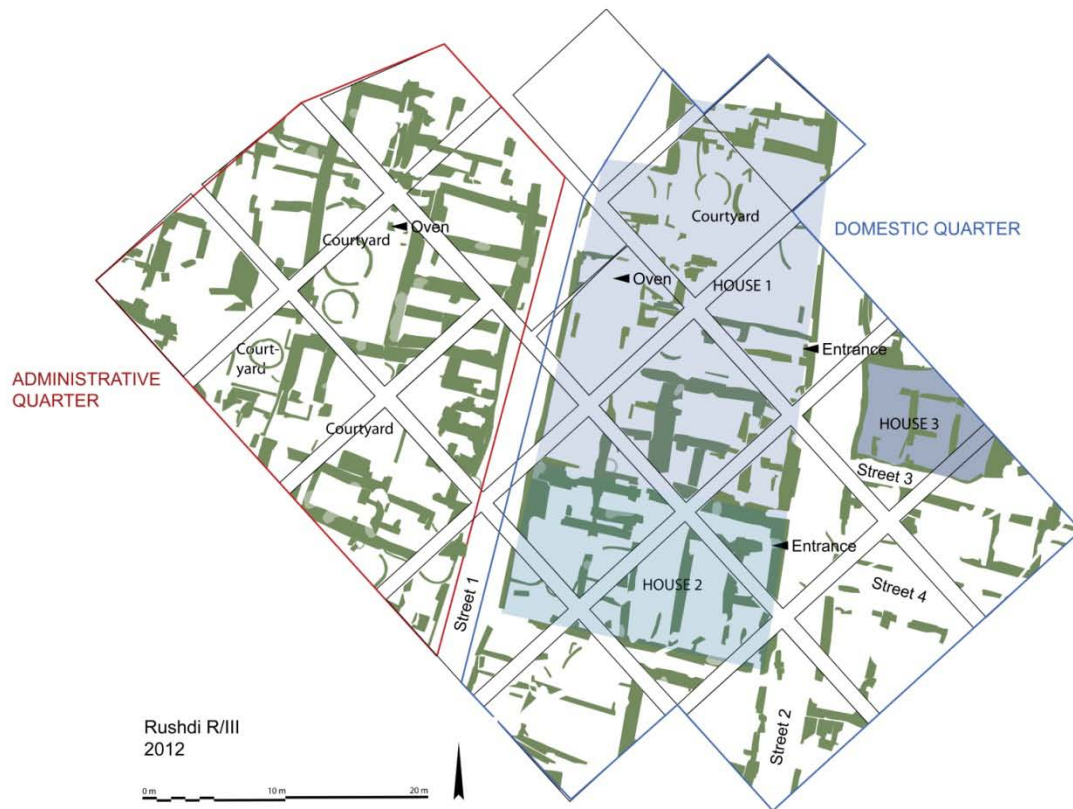 Courtyard
DOMESTIC QUARTER
Courtyard
Oven
Oven
HOUSE 1
Entrance
Court-
yard
ADMINISTRATIVE
QUARTER
Courtyard
HOUSE 3
Street 3
Entrance
HOUSE 2
Street 4
Street 1
Street 2
Rushdi R/III
2012
0 m
10 m
20 m